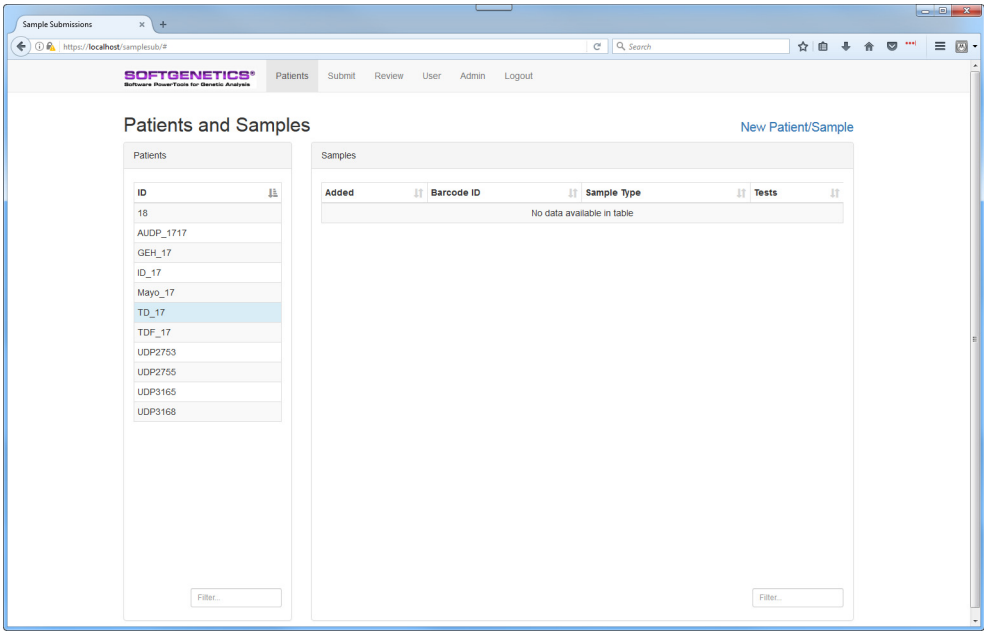 Sample Submissions
https://localhost/samplesub/#
Search
SOFTGENETICS®
Software PowerTools for Genetic Analysis
Patients Submit Review User Admin Logout
Patients and Samples
New Patient/Sample
Patients
Samples
ID
Added Barcode ID Sample Type Tests
18
No data available in table
AUDP_1717
GEH_17
ID_17
Mayo_17
TD_17
TDF_17
UDP2753
UDP2755
UDP3165
UDP3168
Filter...
Filter...